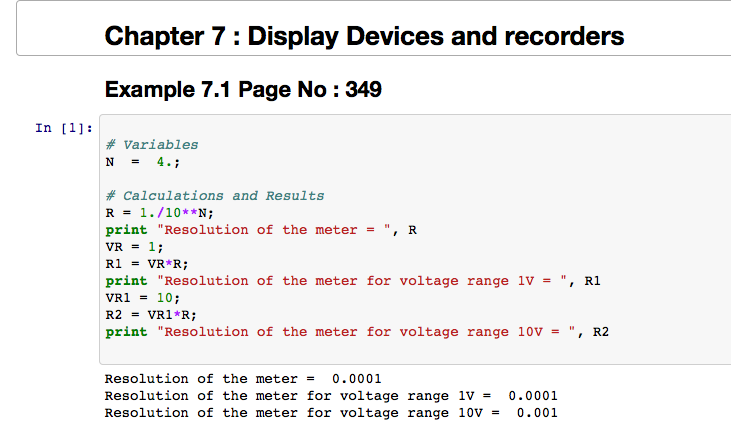 Chapter 7 : Display Devices and recorders
Example 7.1 Page No : 349
In [1]:
# Variables
N  =  4.;
# Calculations and Results
R = 1./10**N;
print "Resolution of the meter = ", R
VR = 1;
R1 = VR*R;
print "Resolution of the meter for voltage range 1V = ", R1
VR1 = 10;
R2 = VR1*R;
print "Resolution of the meter for voltage range 10V = ", R2
Resolution of the meter =  0.0001
Resolution of the meter for voltage range 1V =  0.0001
Resolution of the meter for voltage range 10V =  0.001